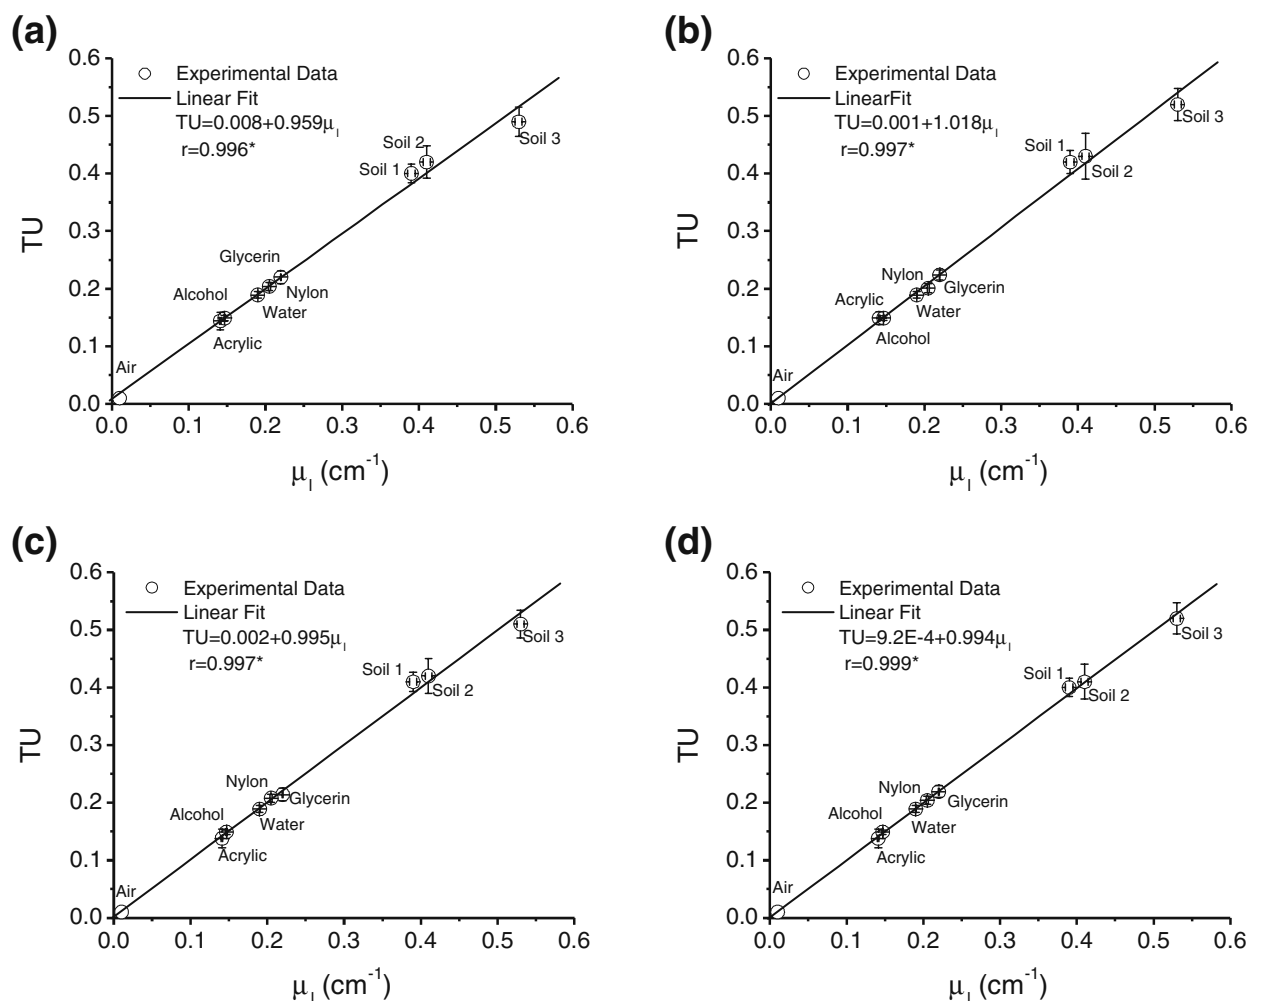 (a)
0.6
Experimental Data
Linear Fit
TU=0.008+0.959μI
r=0.996*
0.5
Soil 3
Soil 2
Soil 1
0.4
TU
0.3
Glycerin
Nylon
0.2
Alcohol
Water
Acrylic
0.1
Air
0.0
0.0 0.1 0.2 0.3 0.4 0.5 0.6
μI (cm-1)
(b)
0.6
Experimental Data
LinearFit
TU=0.001+1.018μI
r=0.997*
0.5
Soil 3
Soil 1
Soil 2
0.4
TU
0.3
Nylon
Glycerin
0.2
Acrylic
Water
Alcohol
0.1
Air
0.0
0.0 0.1 0.2 0.3 0.4 0.5 0.6
μI (cm-1)
(c)
0.6
Experimental Data
Linear Fit
TU=0.002+0.995μI
r=0.997*
0.5
Soil 3
Soil 1
Soil 2
0.4
TU
0.3
Nylon
Glycerin
0.2
Alcohol
Water
Acrylic
0.1
Air
0.0
0.0 0.1 0.2 0.3 0.4 0.5 0.6
μI (cm-1)
(d)
0.6
Experimental Data
Linear Fit
TU=9.2E-4+0.994μI
r=0.999*
0.5
Soil 3
Soil 1
Soil 2
0.4
TU
0.3
Nylon
Glycerin
0.2
Alcohol
Water
Acrylic
0.1
Air
0.0
0.0 0.1 0.2 0.3 0.4 0.5 0.6
μI (cm-1)